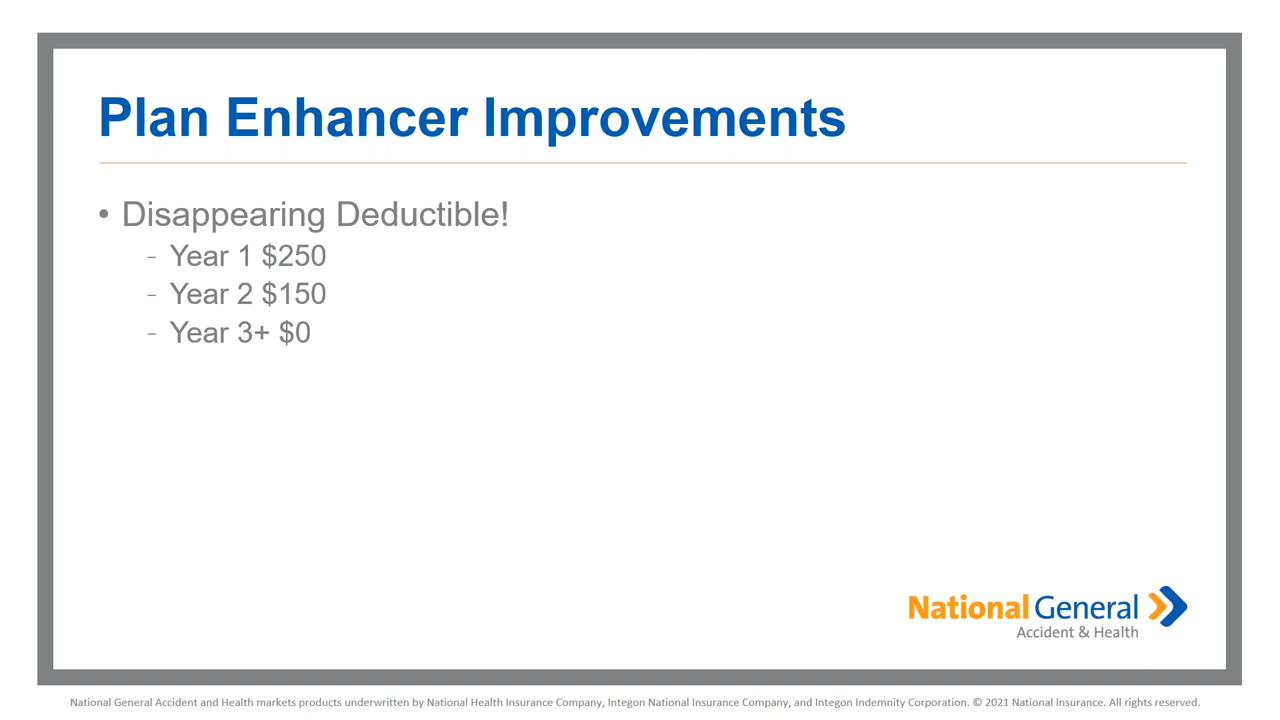 Plan Enhancer Improvements
• Disappearing Deductible!
- Year 1 $250
- Year 2 $150
- Year 3+ $0
National General
Accident & Health
National General Accident and Health markets products underwritten by National Health Insurance Company, Integon National Insurance Company, and Integon Indemnity Corporation. © 2021 National Insurance. All rights reserved.